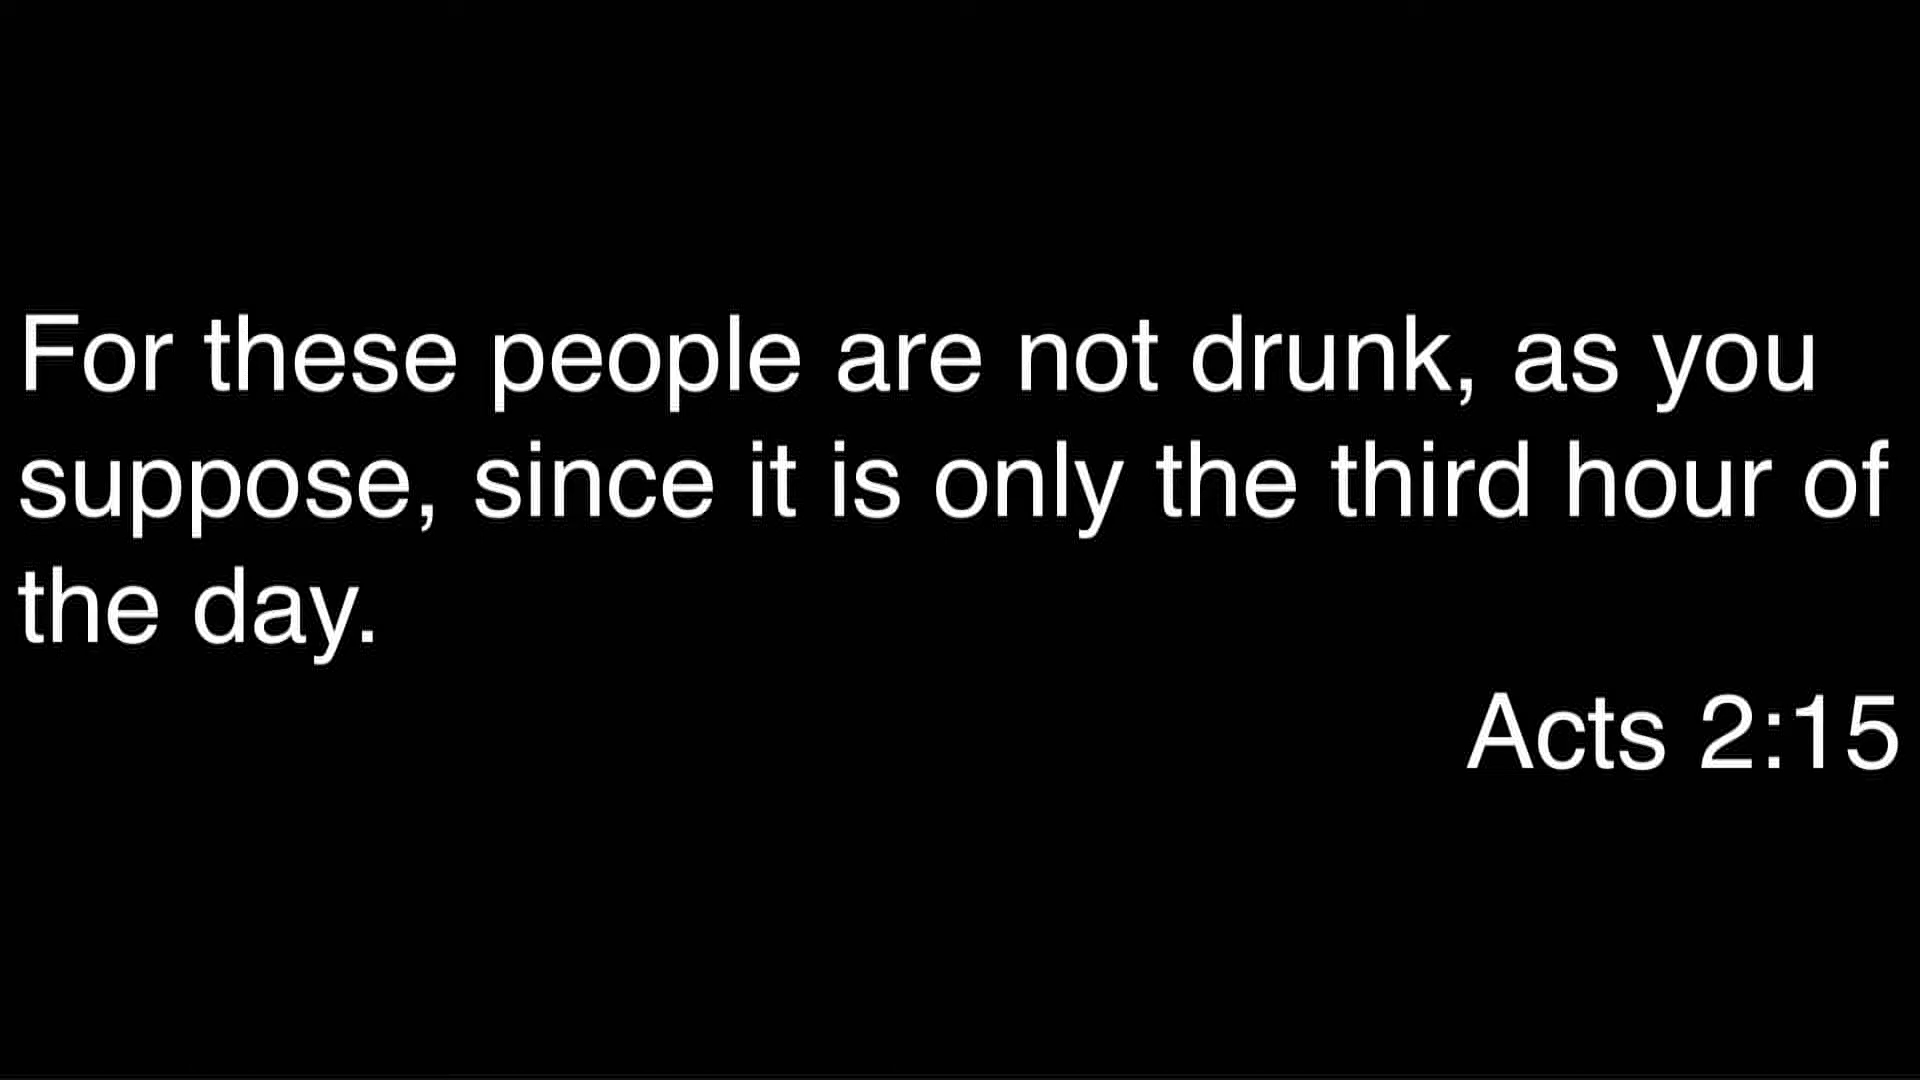 For these people are not drunk, as you
suppose, since it is only the third hour of
the day.
Acts 2:15